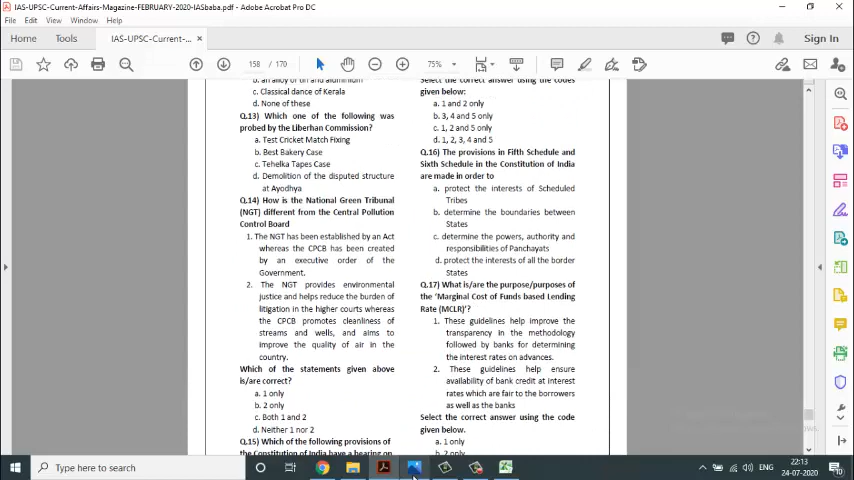 IAS-UPSC-Current-Affairs-Magazine-FEBRUARY-2020-IASbaba.pdf - Adobe Acrobat Pro DC
File Edit View Window Help
Home Tools IAS-UPSC-Current-... × Sign In
158 / 170 75%
b. an alloy of tin and aluminium
c. Classical dance of Kerala
d. None of these
Q.13) Which one of the following was
probed by the Liberhan Commission?
a. Test Cricket Match Fixing
b. Best Bakery Case
c. Tehelka Tapes Case
d. Demolition of the disputed structure
at Ayodhya
Q.14) How is the National Green Tribunal
(NGT) different from the Central Pollution
Control Board
1. The NGT has been established by an Act
whereas the CPCB has been created
by an executive order of the
Government.
2. The NGT provides environmental
justice and helps reduce the burden of
litigation in the higher courts whereas
the CPCB promotes cleanliness of
streams and wells, and aims to
improve the quality of air in the
country.
Which of the statements given above
is/are correct?
a. 1 only
b. 2 only
c. Both 1 and 2
d. Neither 1 nor 2
Q.15) Which of the following provisions of
the Constitution of India have a bearing on
Select the correct answer using the codes
given below:
a. 1 and 2 only
b. 3, 4 and 5 only
c. 1, 2 and 5 only
d. 1, 2, 3, 4 and 5
Q.16) The provisions in Fifth Schedule and
Sixth Schedule in the Constitution of India
are made in order to
a. protect the interests of Scheduled
Tribes
b. determine the boundaries between
States
c. determine the powers, authority and
responsibilities of Panchayats
d. protect the interests of all the border
States
Q.17) What is/are the purpose/purposes of
the 'Marginal Cost of Funds based Lending
Rate (MCLR)'?
1. These guidelines help improve the
transparency in the methodology
followed by banks for determining
the interest rates on advances.
2. These guidelines help ensure
availability of bank credit at interest
rates which are fair to the borrowers
as well as the banks
Select the correct answer using the code
given below.
a. 1 only
b. 2 only
Type here to search
ENG
22:13
24-07-2020